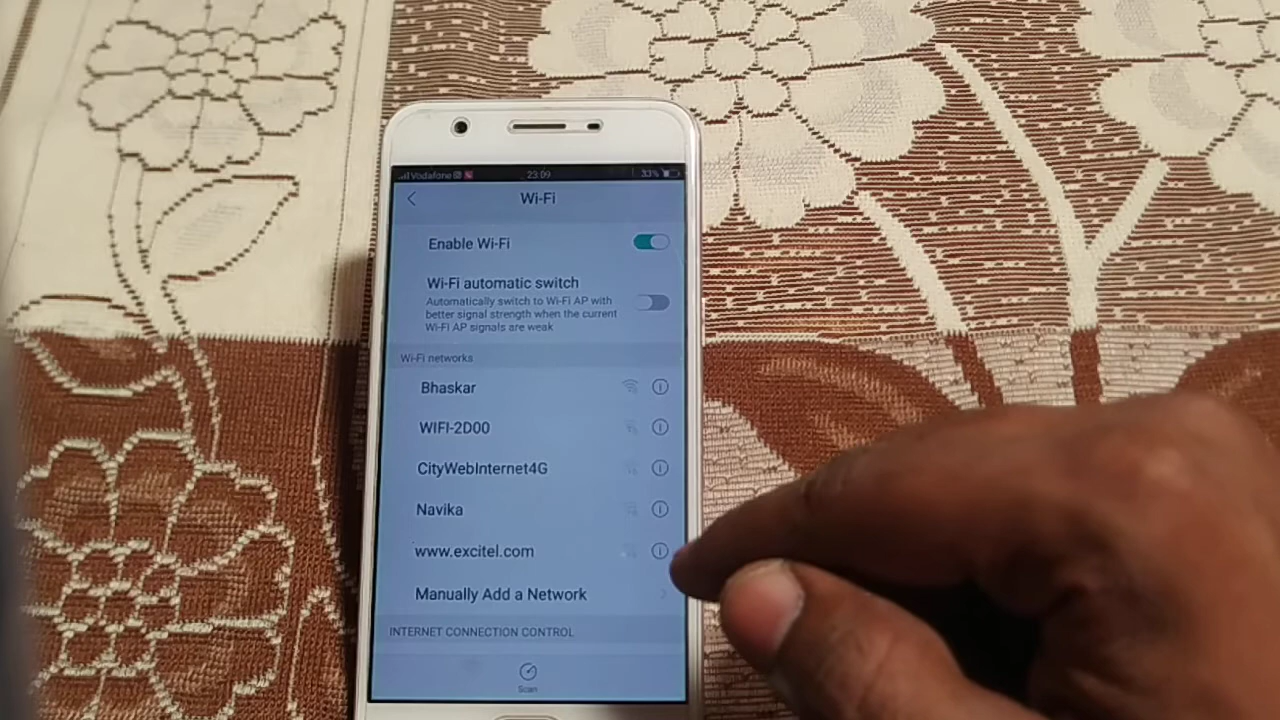 Vodafone 23:09 33%
Wi-Fi
Enable Wi-Fi
Wi-Fi automatic switch
Automatically switch to Wi-Fi AP with
better signal strength when the current
Wi-Fi AP signals are weak
Wi-Fi networks
Bhaskar
WIFI-2D00
CityWebInternet4G
Navika
www.excitel.com
Manually Add a Network
INTERNET CONNECTION CONTROL
Scan